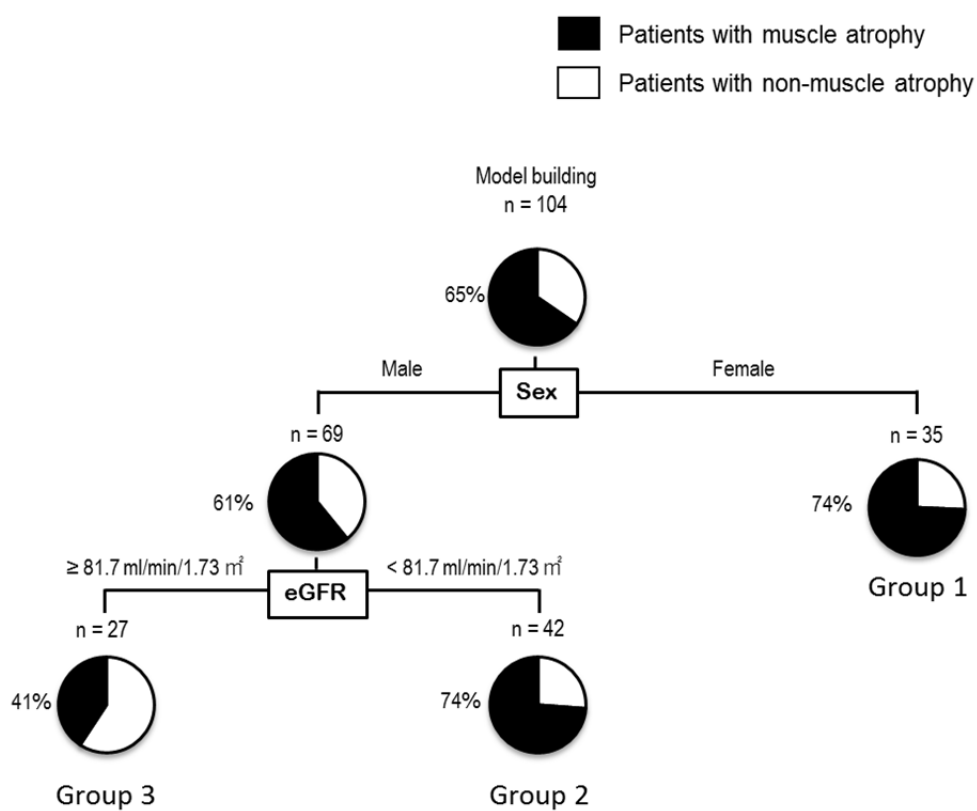 Patients with muscle atrophy
Patients with non-muscle atrophy
Model building
n = 104
65%
Male
Sex
Female
n = 69
n = 35
61%
74%
≥ 81.7 ml/min/1.73 ㎡
eGFR
< 81.7 ml/min/1.73 ㎡
Group 1
n = 27
n = 42
41%
74%
Group 3
Group 2